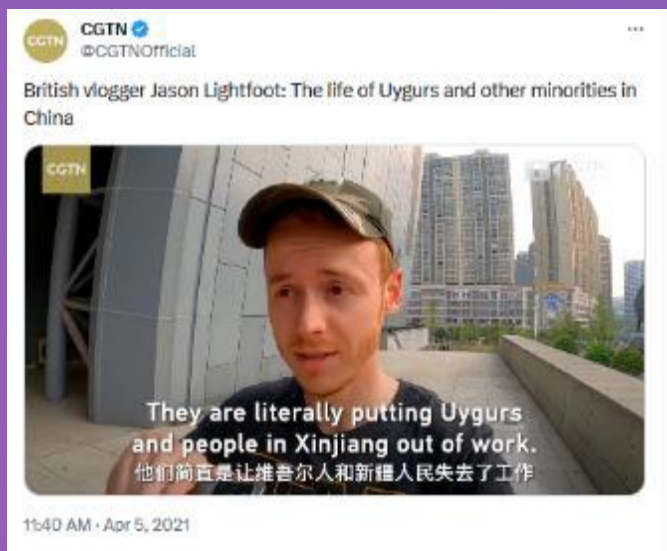 CGTN
@CGTNOfficial
CGTN
British vlogger Jason Lightfoot: The life of Uygurs and other minorities in
China
CGTN
They are literally putting Uygurs
and people in Xinjiang out of work.
他们简直是让维吾尔人和新疆人民失去了工作
11:40 AM · Apr 5, 2021